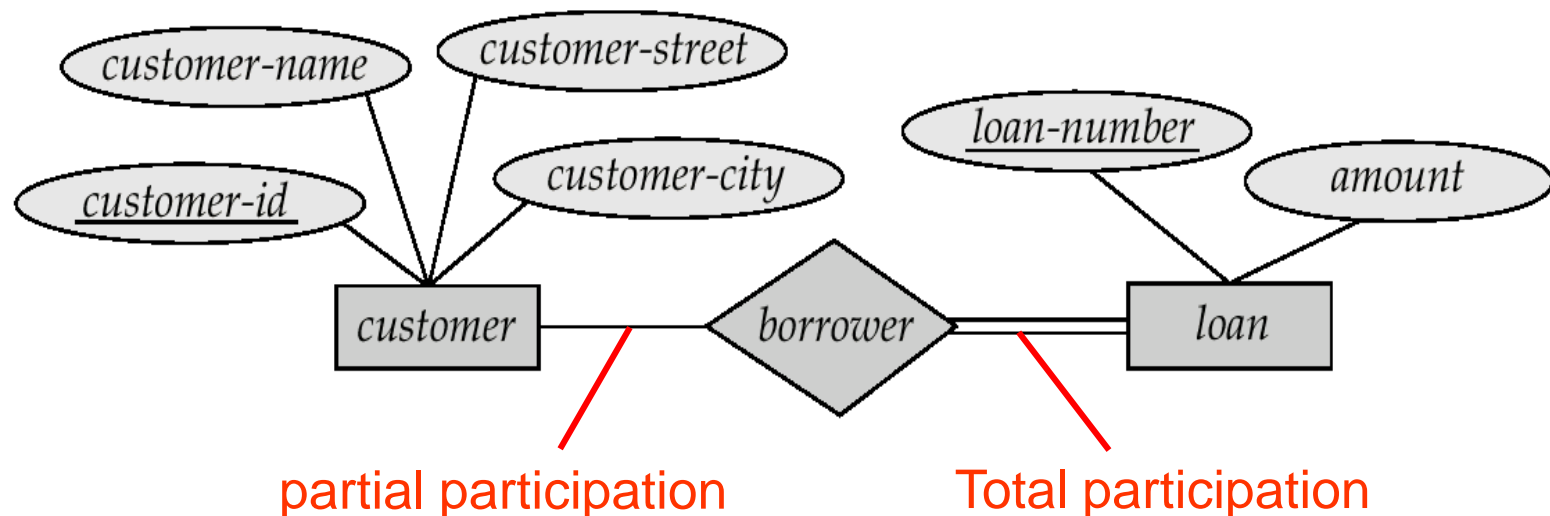 customer-name
customer-street
customer-id
customer-city
loan-number
amount
customer
borrower
loan
partial participation
Total participation